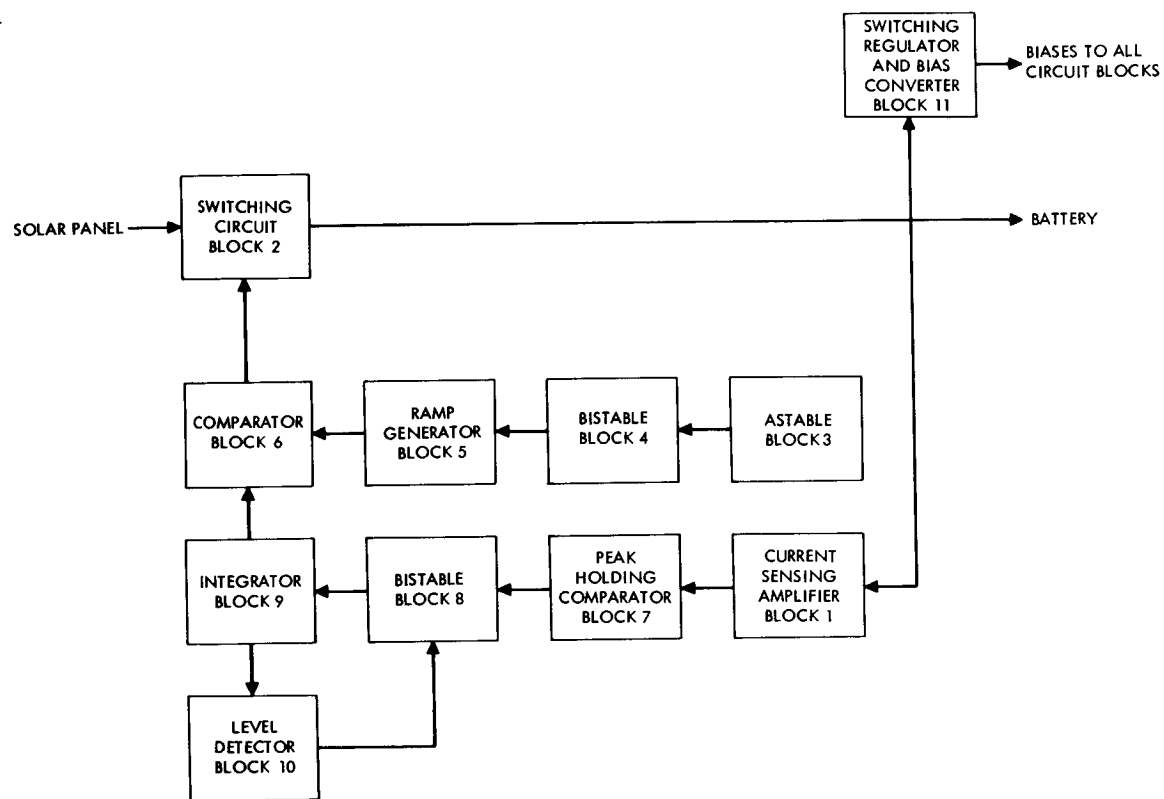 SWITCHING
REGULATOR
AND BIAS
CONVERTER
BLOCK 11
BIASES TO ALL
CIRCUIT BLOCKS
SOLAR PANEL
SWITCHING
CIRCUIT
BLOCK 2
BATTERY
COMPARATOR
BLOCK 6
RAMP
GENERATOR
BLOCK 5
BISTABLE
BLOCK 4
ASTABLE
BLOCK 3
INTEGRATOR
BLOCK 9
BISTABLE
BLOCK 8
PEAK
HOLDING
COMPARATOR
BLOCK 7
CURRENT
SENSING
AMPLIFIER
BLOCK 1
LEVEL
DETECTOR
BLOCK 10